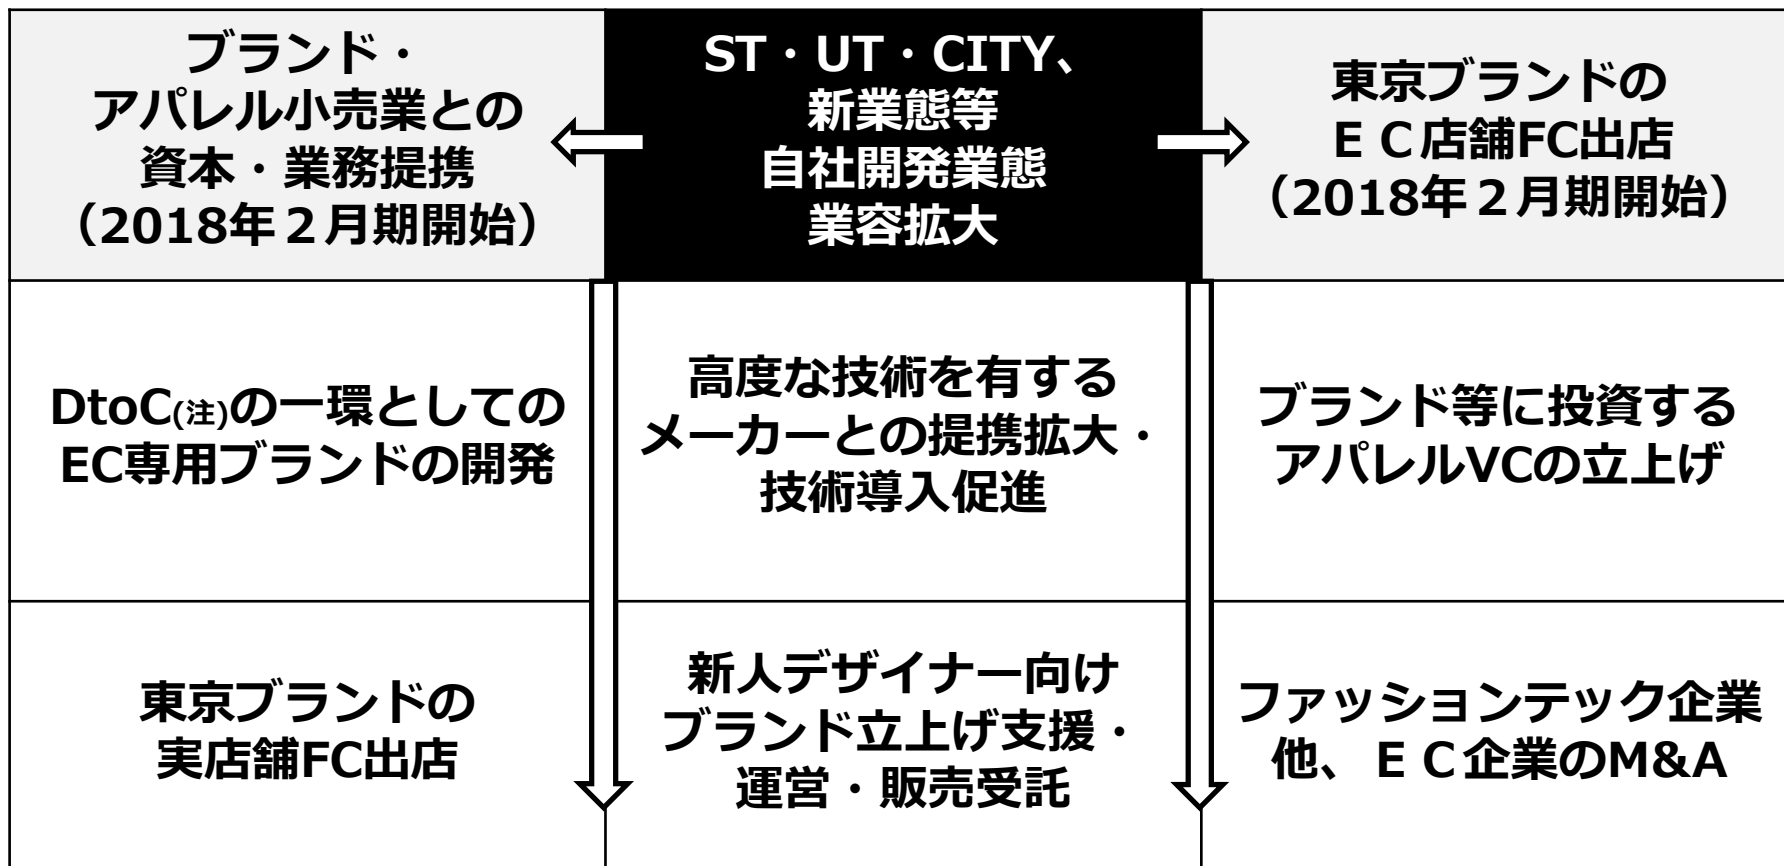 ブランド・
アパレル小売業との
資本・業務提携
（2018年２月期開始）
ST・UT・CITY、
新業態等
自社開発業態
業容拡大
東京ブランドの
ＥＣ店舗FC出店
（2018年２月期開始）
DtoC(注)の一環としての
EC専用ブランドの開発
高度な技術を有する
メーカーとの提携拡大・
技術導入促進
ブランド等に投資する
アパレルVCの立上げ
東京ブランドの
実店舗FC出店
新人デザイナー向け
ブランド立上げ支援・
運営・販売受託
ファッションテック企業
他、ＥＣ企業のM&A